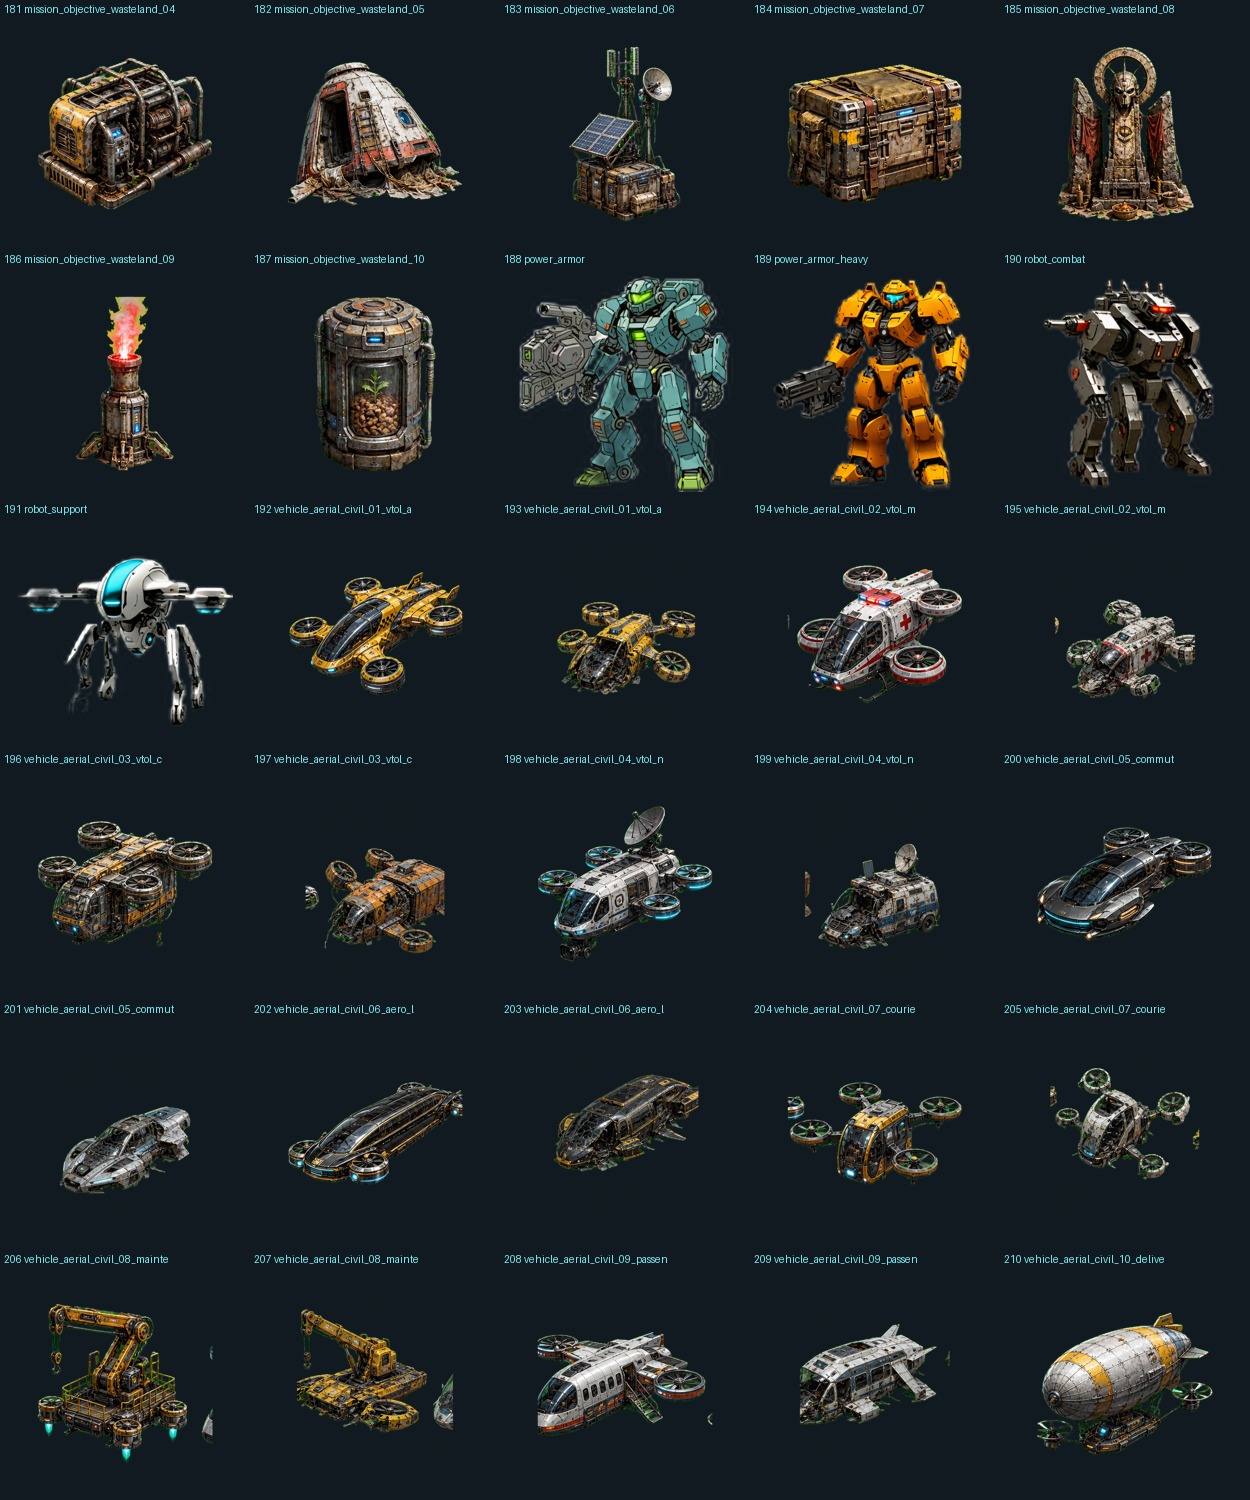 181 mission_objective_wasteland_04
182 mission_objective_wasteland_05
183 mission_objective_wasteland_06
184 mission_objective_wasteland_07
185 mission_objective_wasteland_08
186 mission_objective_wasteland_09
187 mission_objective_wasteland_10
188 power_armor
189 power_armor_heavy
190 robot_combat
191 robot_support
192 vehicle_aerial_civil_01_vtol_a
193 vehicle_aerial_civil_01_vtol_a
194 vehicle_aerial_civil_02_vtol_m
195 vehicle_aerial_civil_02_vtol_m
196 vehicle_aerial_civil_03_vtol_c
197 vehicle_aerial_civil_03_vtol_c
198 vehicle_aerial_civil_04_vtol_n
199 vehicle_aerial_civil_04_vtol_n
200 vehicle_aerial_civil_05_commut
201 vehicle_aerial_civil_05_commut
202 vehicle_aerial_civil_06_aero_l
203 vehicle_aerial_civil_06_aero_l
204 vehicle_aerial_civil_07_courie
205 vehicle_aerial_civil_07_courie
206 vehicle_aerial_civil_08_mainte
207 vehicle_aerial_civil_08_mainte
208 vehicle_aerial_civil_09_passen
209 vehicle_aerial_civil_09_passen
210 vehicle_aerial_civil_10_delive